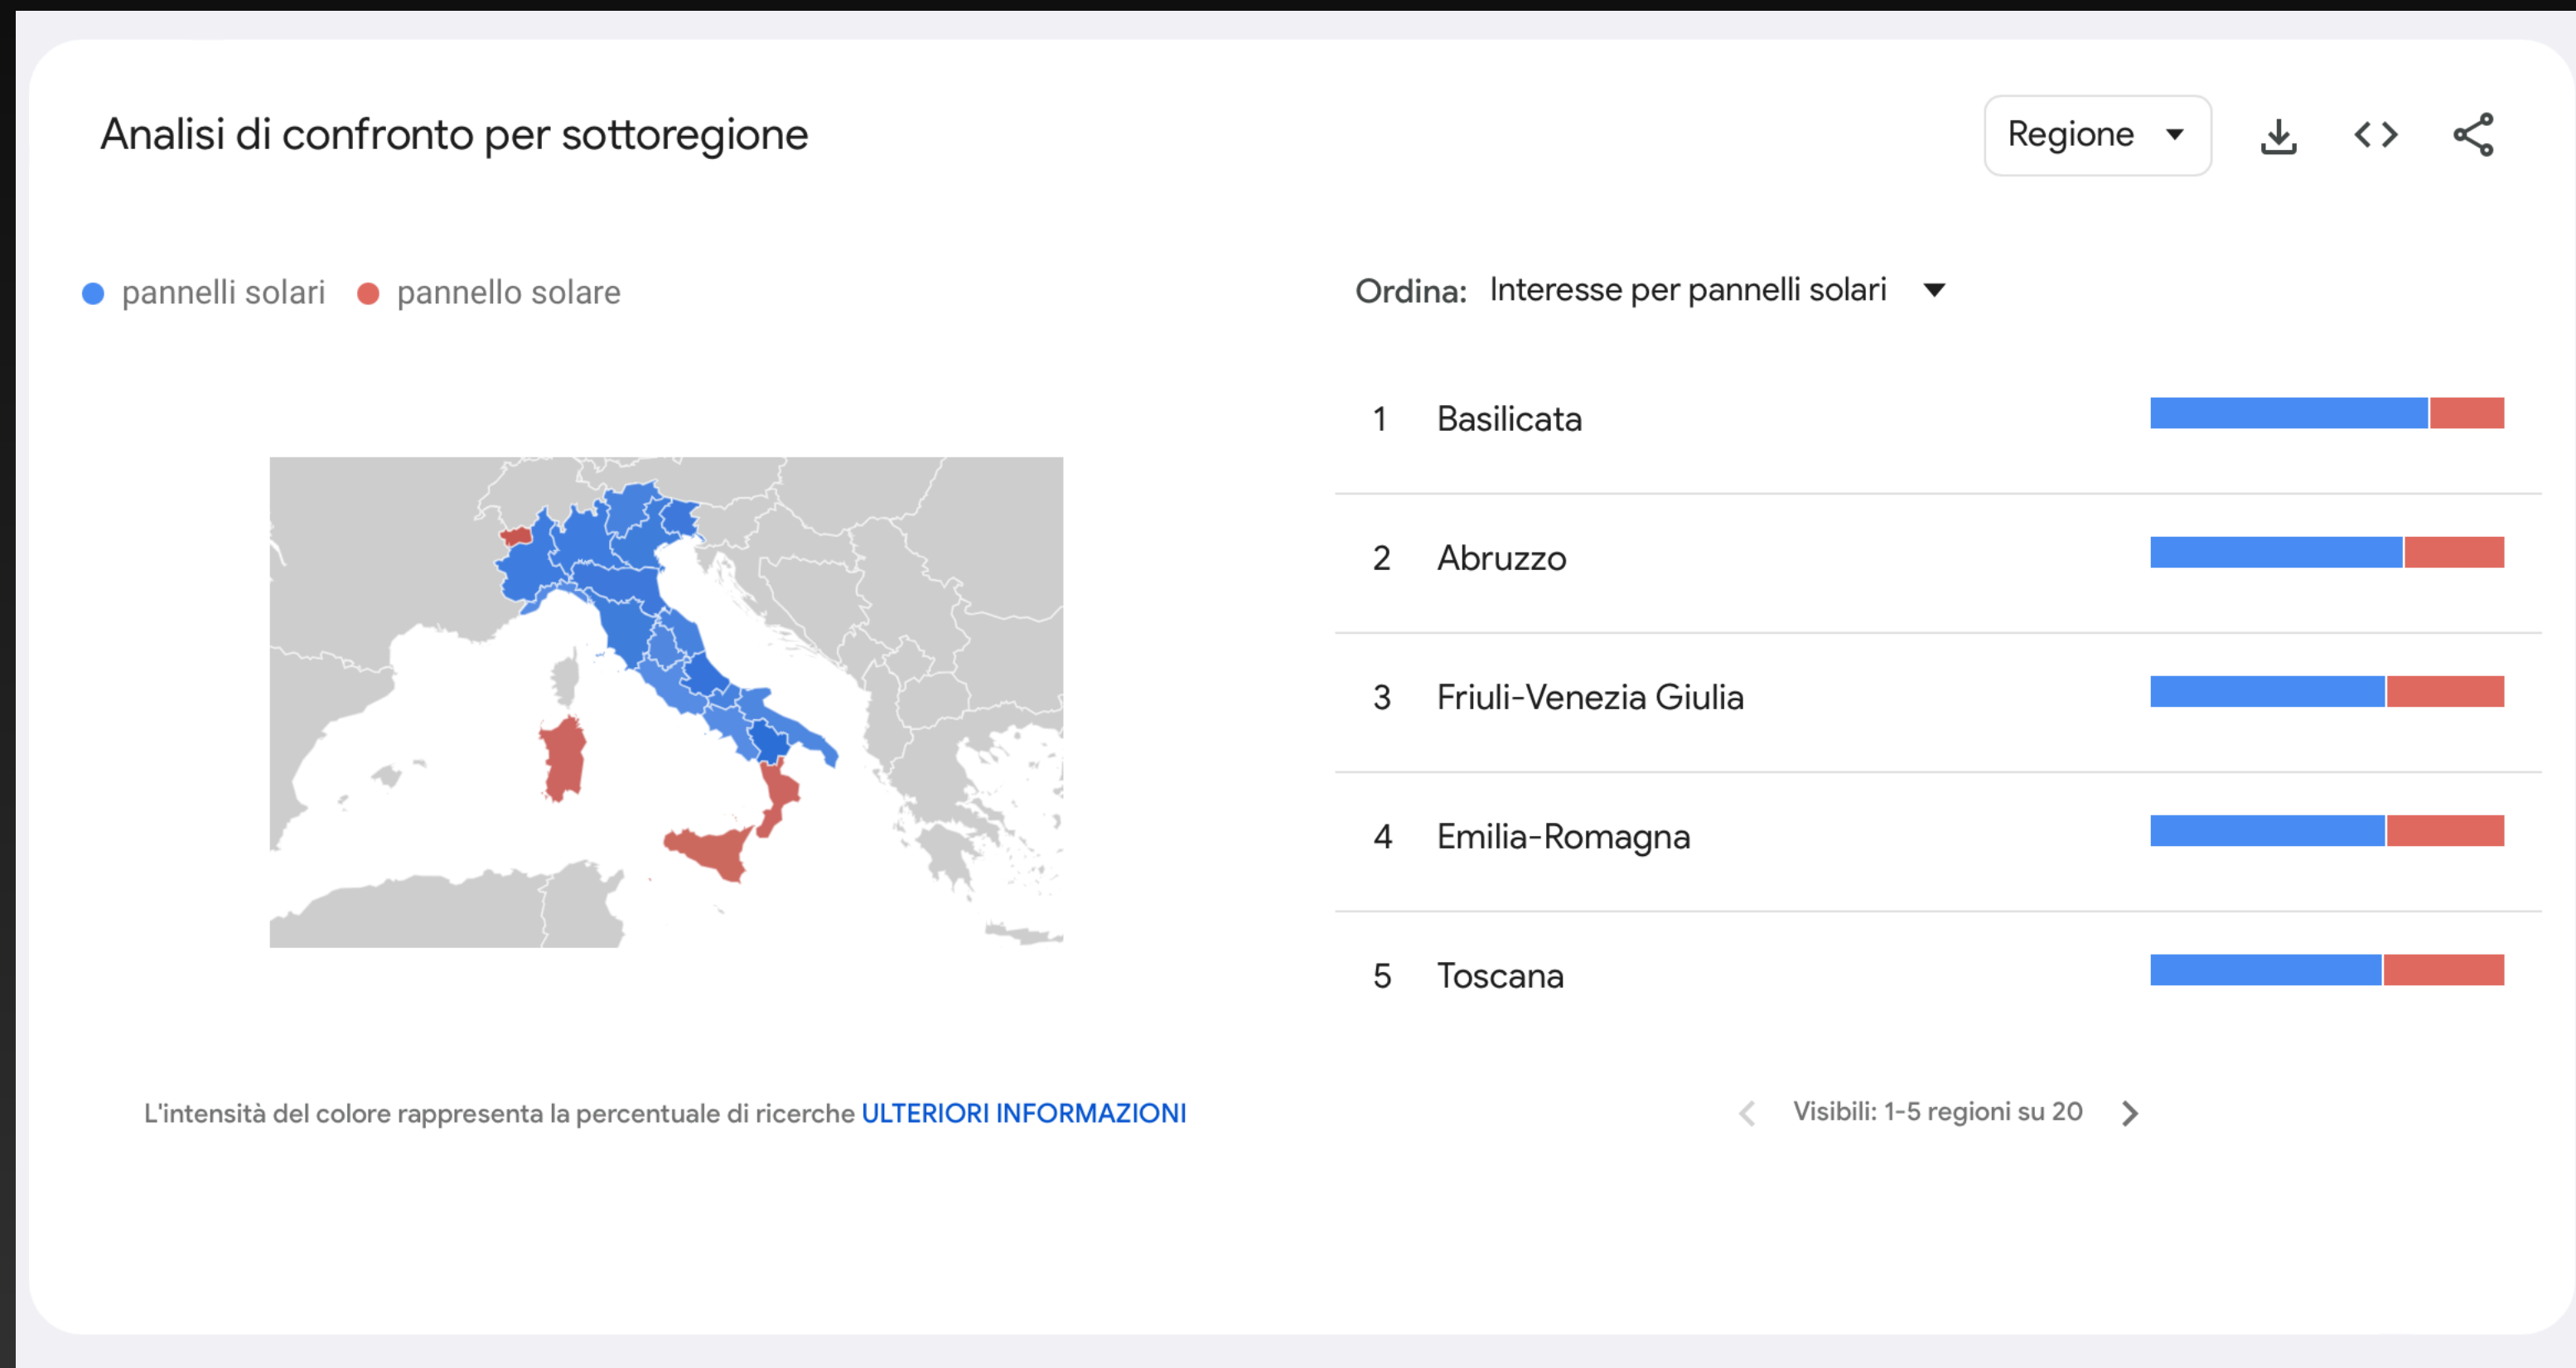 Analisi di confronto per sottoregione
Regione
pannelli solari pannello solare
Ordina: Interesse per pannelli solari
1 Basilicata
2 Abruzzo
3 Friuli-Venezia Giulia
4 Emilia-Romagna
5 Toscana
L'intensità del colore rappresenta la percentuale di ricerche ULTERIORI INFORMAZIONI
Visibili: 1-5 regioni su 20